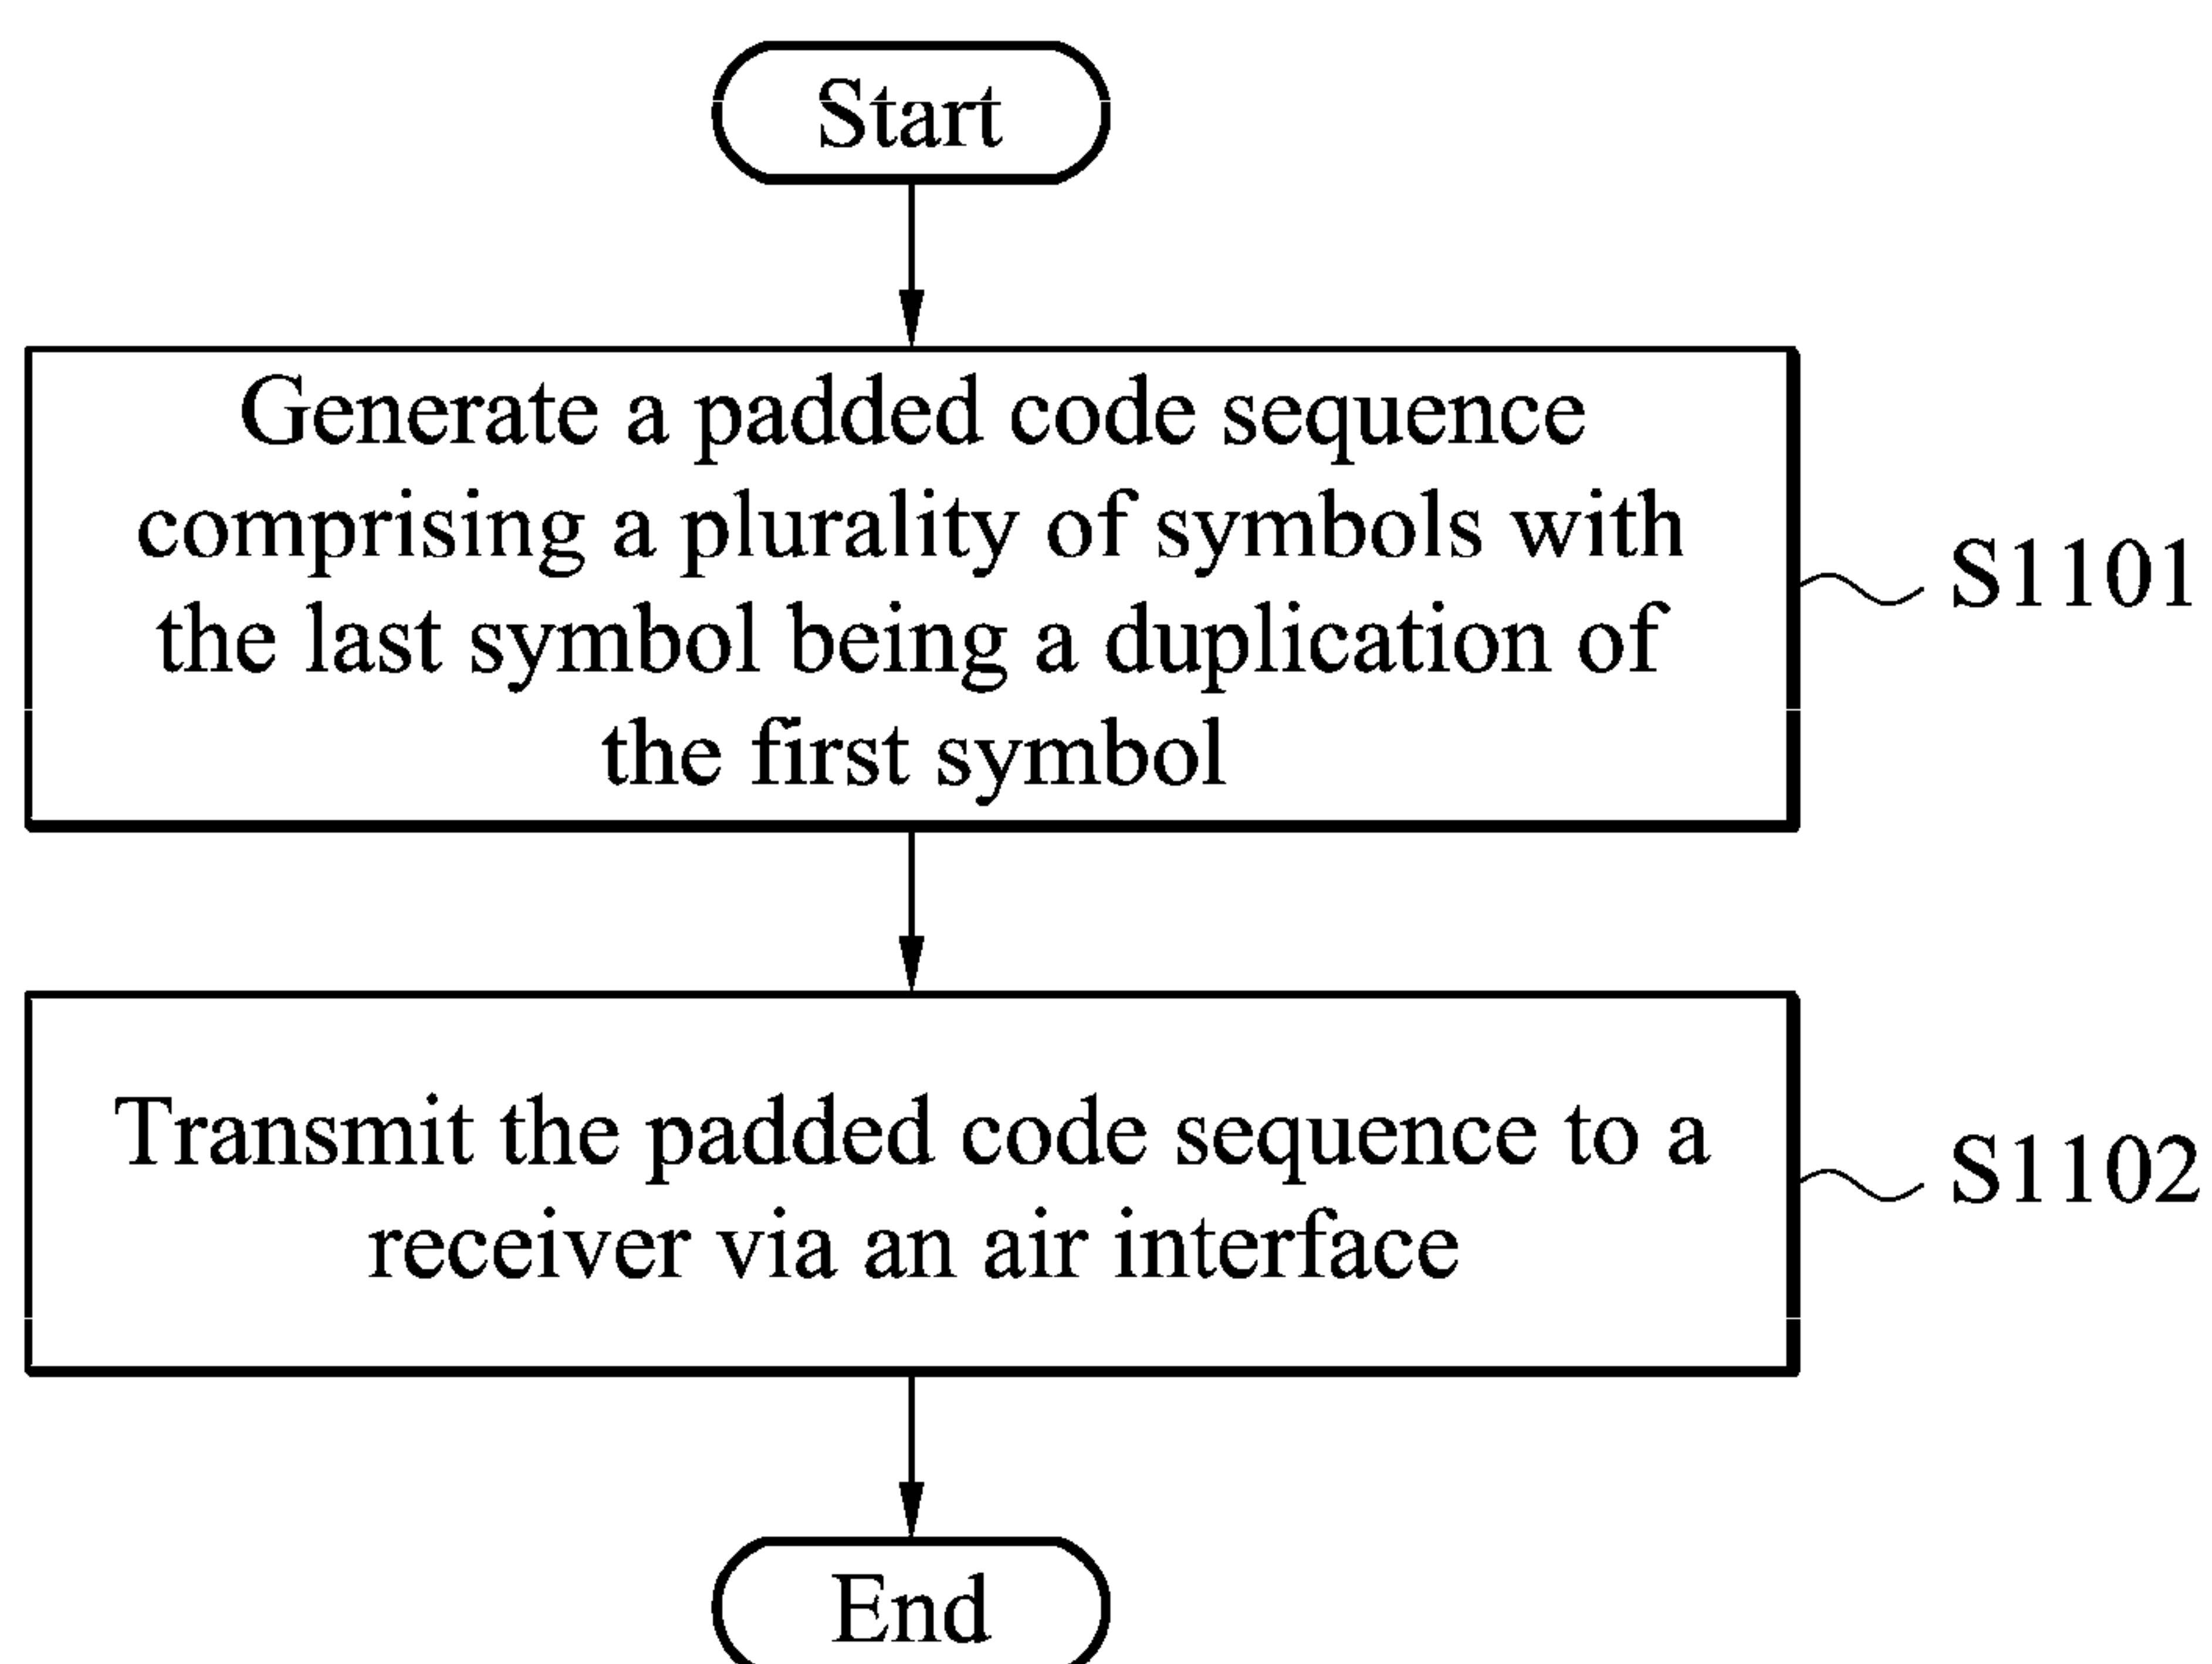 Start
Generate a padded code sequence
comprising a plurality of symbols with
the last symbol being a duplication of
the first symbol
S1101
Transmit the padded code sequence to a
receiver via an air interface
S1102
End